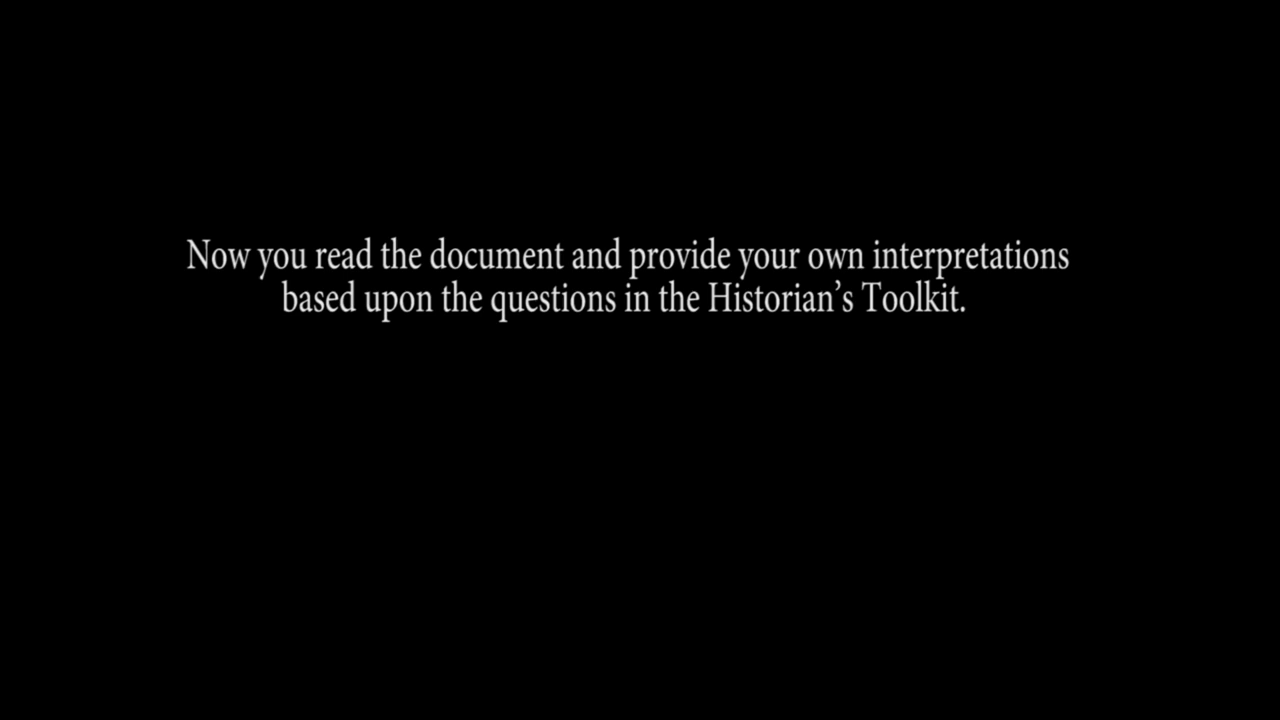 Now you read the document and provide your own interpretations
based upon the questions in the Historian’s Toolkit.